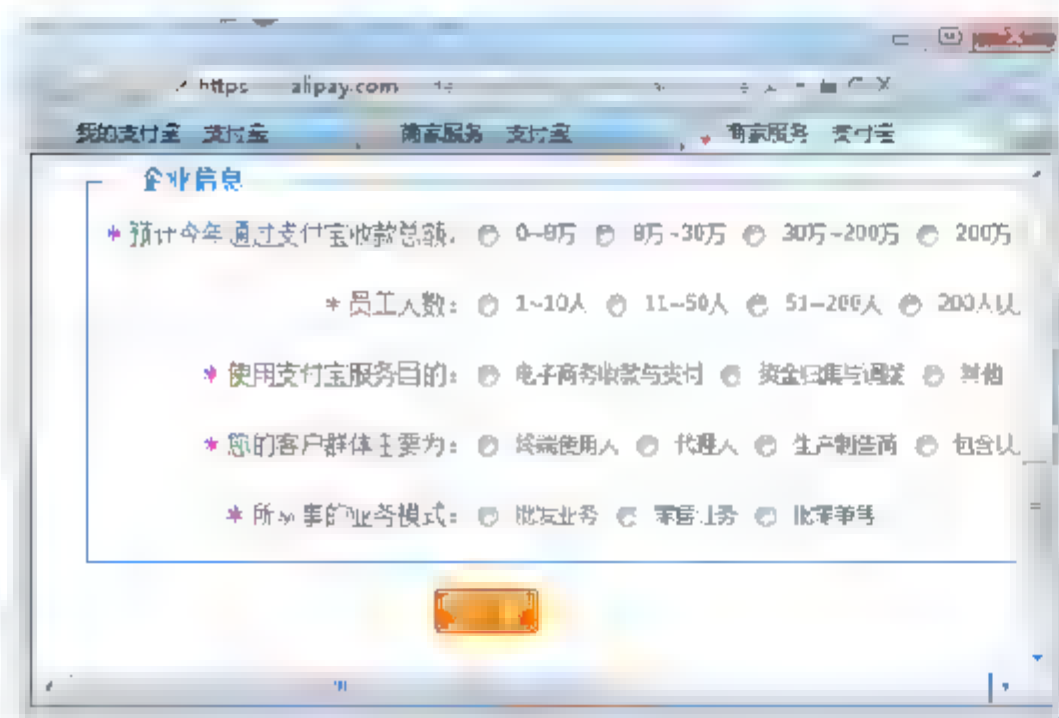 https alipay.com
我的支付宝 支付宝 商家服务 支付宝 商家服务 支付宝
企业信息
* 预计今年通过支付宝收款总额: 0~8万 8万~30万 30万~200万 200万
* 员工人数: 1~10人 11~50人 51~200人 200人以
* 使用支付宝服务目的: 电子商务收款与支付 资金归集与调拨 其他
* 您的客户群体主要为: 终端使用人 代理人 生产制造商 包含以
* 所从事的业务模式: 批发业务 零售业务 批零兼售